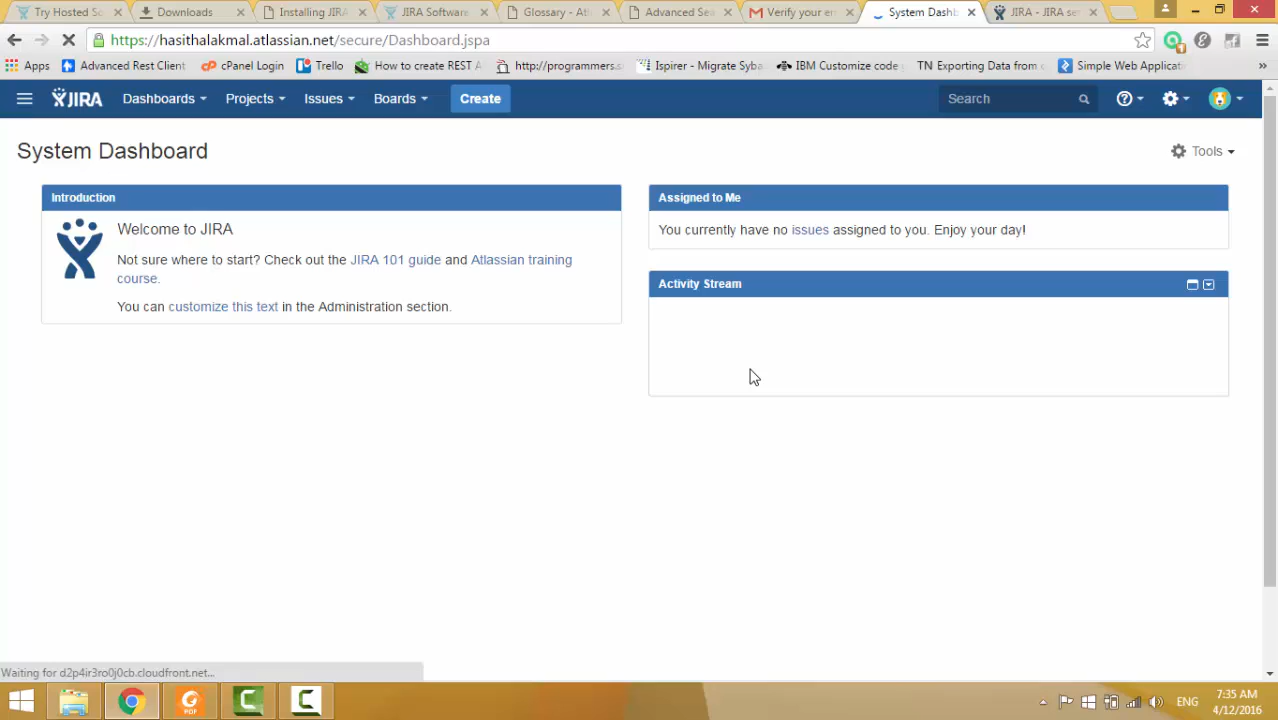 Try Hosted So
Downloads
Installing JIRA
JIRA Software
Glossary - Atl
Advanced Sea
Verify your em
System Dashb
JIRA - JIRA se
https://hasithalakmal.atlassian.net/secure/Dashboard.jspa
Apps
Advanced Rest Client
cPanel Login
Trello
How to create REST A
http://programmers.s
Ispirer - Migrate Syba
IBM Customize code
TN Exporting Data from
Simple Web Applicati
»
JIRA
Dashboards
Projects
Issues
Boards
Create
Search
System Dashboard
Tools
Introduction
Welcome to JIRA
Not sure where to start? Check out the JIRA 101 guide and Atlassian training
course.
You can customize this text in the Administration section.
Assigned to Me
You currently have no issues assigned to you. Enjoy your day!
Activity Stream
Waiting for d2p4ir3ro0j0cb.cloudfront.net...
PDF
ENG
7:35 AM
4/12/2016